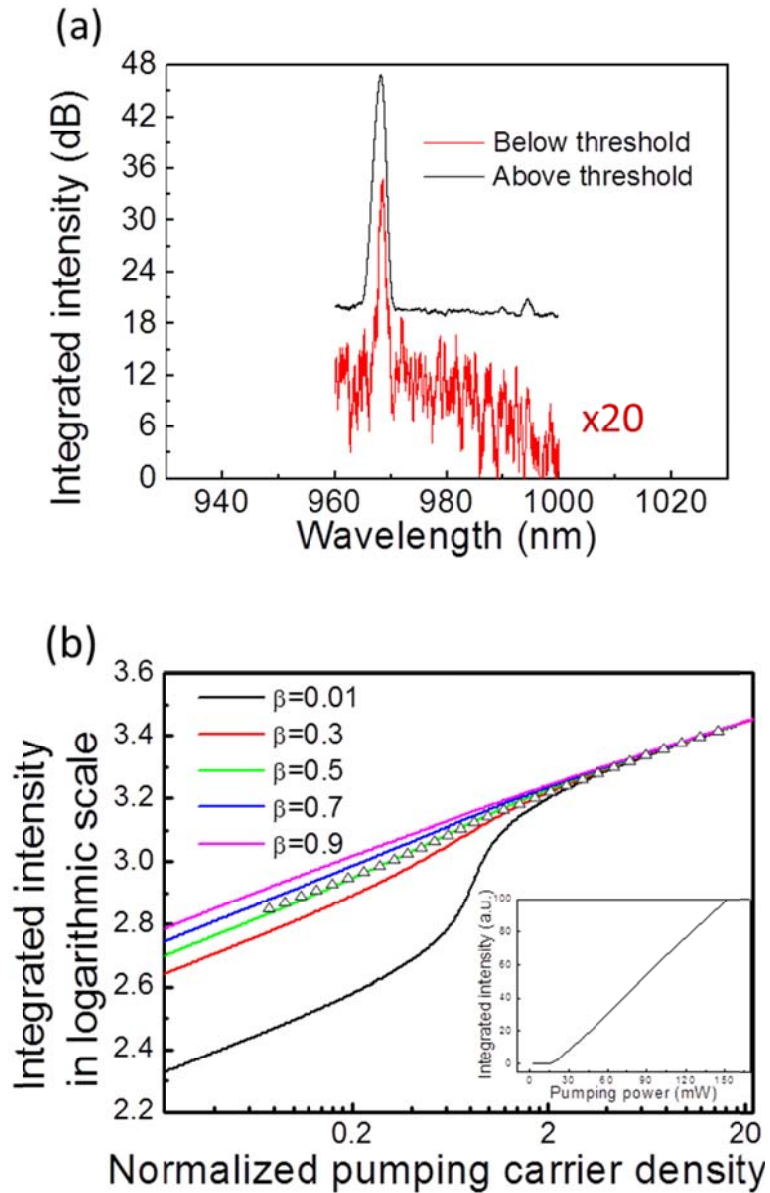 (a)
Integrated intensity (dB)
48
42
36
30
24
18
12
6
0
Below threshold
Above threshold
x20
940 960 980 1000 1020
Wavelength (nm)
(b)
Integrated intensity
in logarithmic scale
3.6
3.4
3.2
3.0
2.8
2.6
2.4
2.2
β=0.01
β=0.3
β=0.5
β=0.7
β=0.9
Integrated intensity (a.u.)
100
80
60
40
20
0
0 30 60 90 120 150
Pumping power (mW)
0.2 2 20
Normalized pumping carrier density